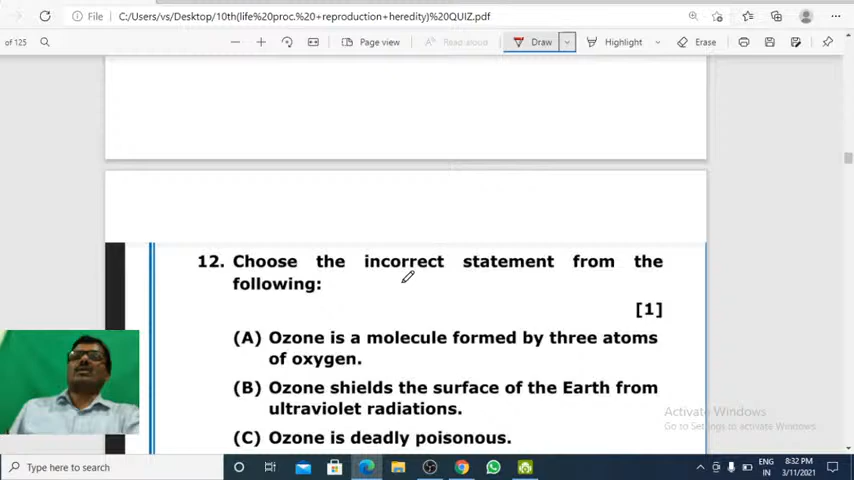 File
C:/Users/vs/Desktop/10th(life%20proc.%20+reproduction+heredity)%20QUIZ.pdf
of 125
Page view
Read aloud
Draw
Highlight
Erase
12. Choose the incorrect statement from the
following:
[1]
(A) Ozone is a molecule formed by three atoms
of oxygen.
(B) Ozone shields the surface of the Earth from
ultraviolet radiations.
(C) Ozone is deadly poisonous.
Activate Windows
Go to Settings to activate Windows.
Type here to search
ENG
IN
8:32 PM
3/11/2021